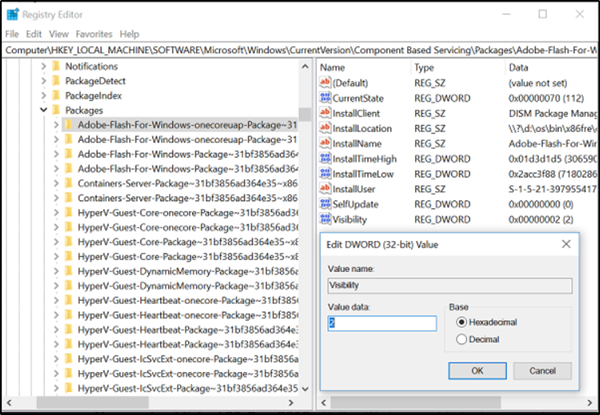 Registry Editor
File Edit View Favorites Help
Computer\HKEY_LOCAL_MACHINE\SOFTWARE\Microsoft\Windows\CurrentVersion\Component Based Servicing\Packages\Adobe-Flash-For-W
Notifications
PackageDetect
PackageIndex
Packages
Adobe-Flash-For-Windows-onecoreuap-Package~31
Adobe-Flash-For-Windows-onecoreuap-Package~31
Adobe-Flash-For-Windows-Package~31bf3856ad364
Adobe-Flash-For-Windows-Package~31bf3856ad364
Containers-Server-Package~31bf3856ad364e35~x86
Containers-Server-Package~31bf3856ad364e35~x86
HyperV-Guest-Core-onecore-Package~31bf3856ad3
HyperV-Guest-Core-onecore-Package~31bf3856ad3
HyperV-Guest-Core-Package~31bf3856ad364e35~x8
HyperV-Guest-Core-Package~31bf3856ad364e35~x8
HyperV-Guest-DynamicMemory-Package~31bf3856a
HyperV-Guest-DynamicMemory-Package~31bf3856a
HyperV-Guest-Heartbeat-onecore-Package~31bf385
HyperV-Guest-Heartbeat-onecore-Package~31bf385
HyperV-Guest-Heartbeat-Package~31bf3856ad364e3
HyperV-Guest-Heartbeat-Package~31bf3856ad364e3
HyperV-Guest-IcSvcExt-onecore-Package~31bf3856a
HyperV-Guest-IcSvcExt-onecore-Package~31bf3856a
HyperV-Guest-IcSvcExt-Package~31bf3856ad364e35
Name Type Data
(Default) REG_SZ (value not set)
CurrentState REG_DWORD 0x00000070 (112)
InstallClient REG_SZ DISM Package Manag
InstallLocation REG_SZ \\?\d:\os\bin\x86fre\
InstallName REG_SZ Adobe-Flash-For-Win
InstallTimeHigh REG_DWORD 0x01d3d1d5 (306590
InstallTimeLow REG_DWORD 0x2acc3f88 (7180286
InstallUser REG_SZ S-1-5-21-397955417
SelfUpdate REG_DWORD 0x00000000 (0)
Visibility REG_DWORD 0x00000002 (2)
Edit DWORD (32-bit) Value
Value name:
Visibility
Value data:
2
Base
Hexadecimal
Decimal
OK Cancel